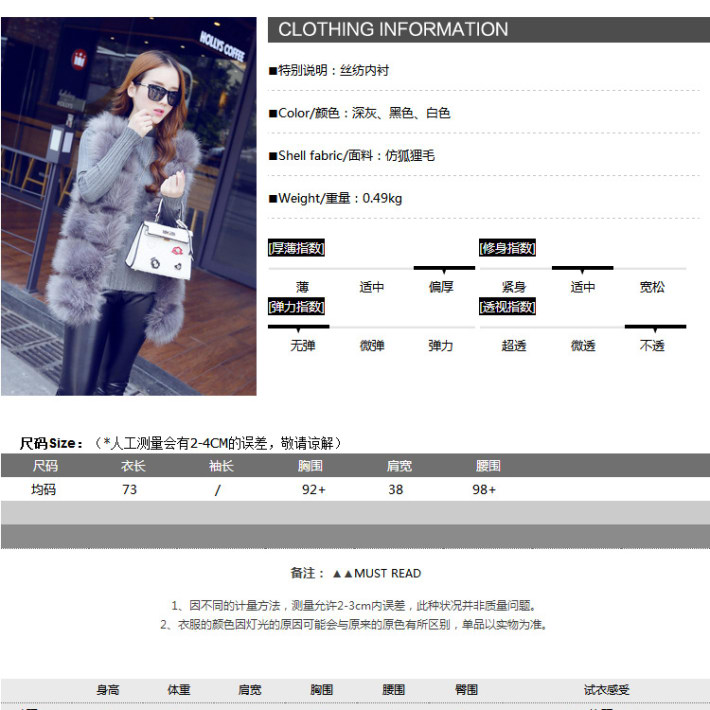 HOLLYS COFFEE
CLOTHING INFORMATION
■特别说明：丝纺内衬
■Color/颜色：深灰、黑色、白色
■Shell fabric/面料：仿狐狸毛
■Weight/重量：0.49kg
[厚薄指数] [修身指数]
薄 适中 偏厚 紧身 适中 宽松
[弹力指数] [透视指数]
无弹 微弹 弹力 超透 微透 不透
尺码Size：（*人工测量会有2-4CM的误差，敬请谅解）
尺码 衣长 袖长 胸围 肩宽 腰围
均码 73 / 92+ 38 98+
备注：▲▲MUST READ
1、因不同的计量方法，测量允许2-3cm内误差，此种状况并非质量问题。
2、衣服的颜色因灯光的原因可能会与原来的原色有所区别，单品以实物为准。
身高 体重 肩宽 胸围 腰围 臀围 试衣感受